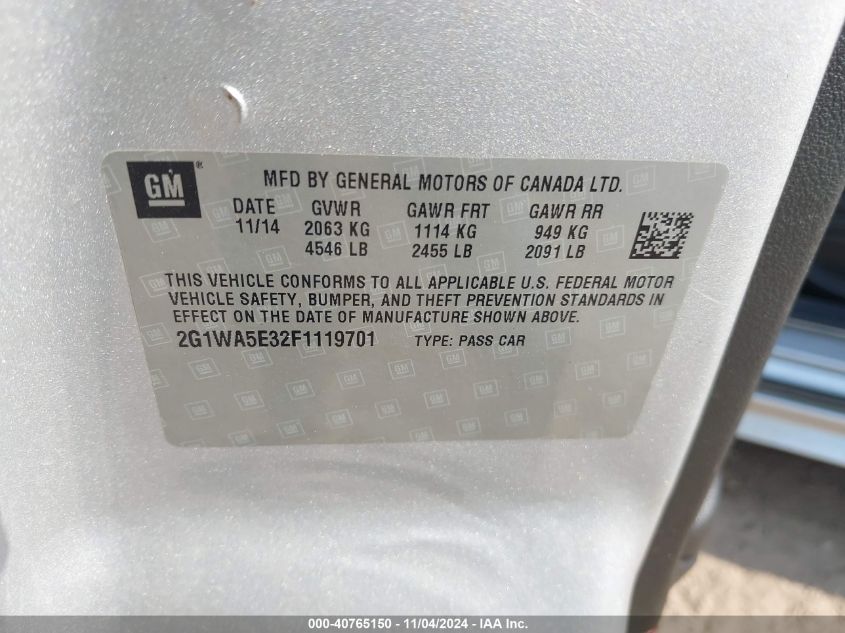 GM ®
MFD BY GENERAL MOTORS OF CANADA LTD.
DATE GVWR GAWR FRT GAWR RR
11/14 2063 KG 1114 KG 949 KG
4546 LB 2455 LB 2091 LB
THIS VEHICLE CONFORMS TO ALL APPLICABLE U.S. FEDERAL MOTOR
VEHICLE SAFETY, BUMPER, AND THEFT PREVENTION STANDARDS IN
EFFECT ON THE DATE OF MANUFACTURE SHOWN ABOVE.
2G1WA5E32F1119701 TYPE: PASS CAR
000-40765150 - 11/04/2024 - IAA Inc.